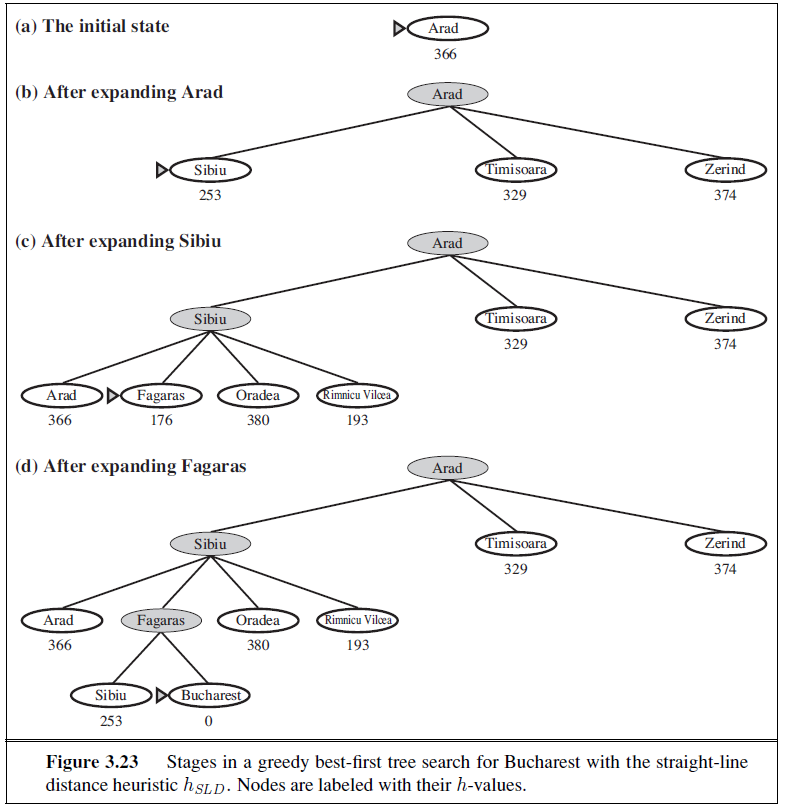 (a) The initial state
Arad
366
(b) After expanding Arad
Arad
Sibiu Timisoara Zerind
253 329 374
(c) After expanding Sibiu
Arad
Sibiu Timisoara Zerind
329 374
Arad Fagaras Oradea Rimnicu Vilcea
366 176 380 193
(d) After expanding Fagaras
Arad
Sibiu Timisoara Zerind
329 374
Arad Fagaras Oradea Rimnicu Vilcea
366 380 193
Sibiu Bucharest
253 0
Figure 3.23 Stages in a greedy best-first tree search for Bucharest with the straight-line
distance heuristic hSLD. Nodes are labeled with their h-values.